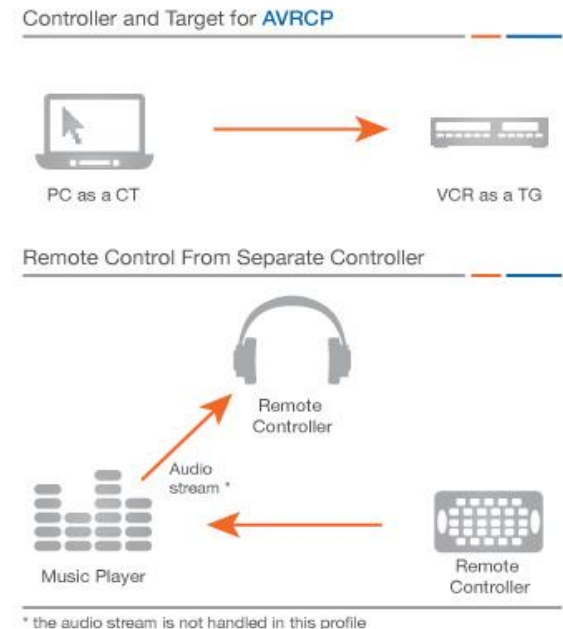 Controller and Target for AVRCP
PC as a CT
VCR as a TG
Remote Control From Separate Controller
Remote
Controller
Audio
stream *
Music Player
Remote
Controller
* the audio stream is not handled in this profile